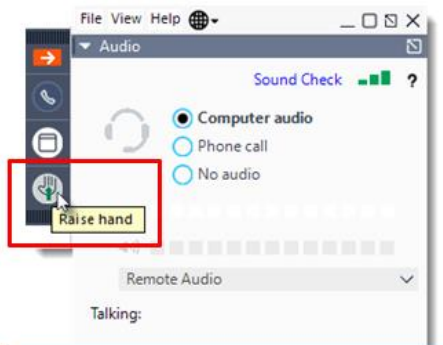 File View Help
Audio
Sound Check ?
Computer audio
Phone call
No audio
Raise hand
Remote Audio
Talking: